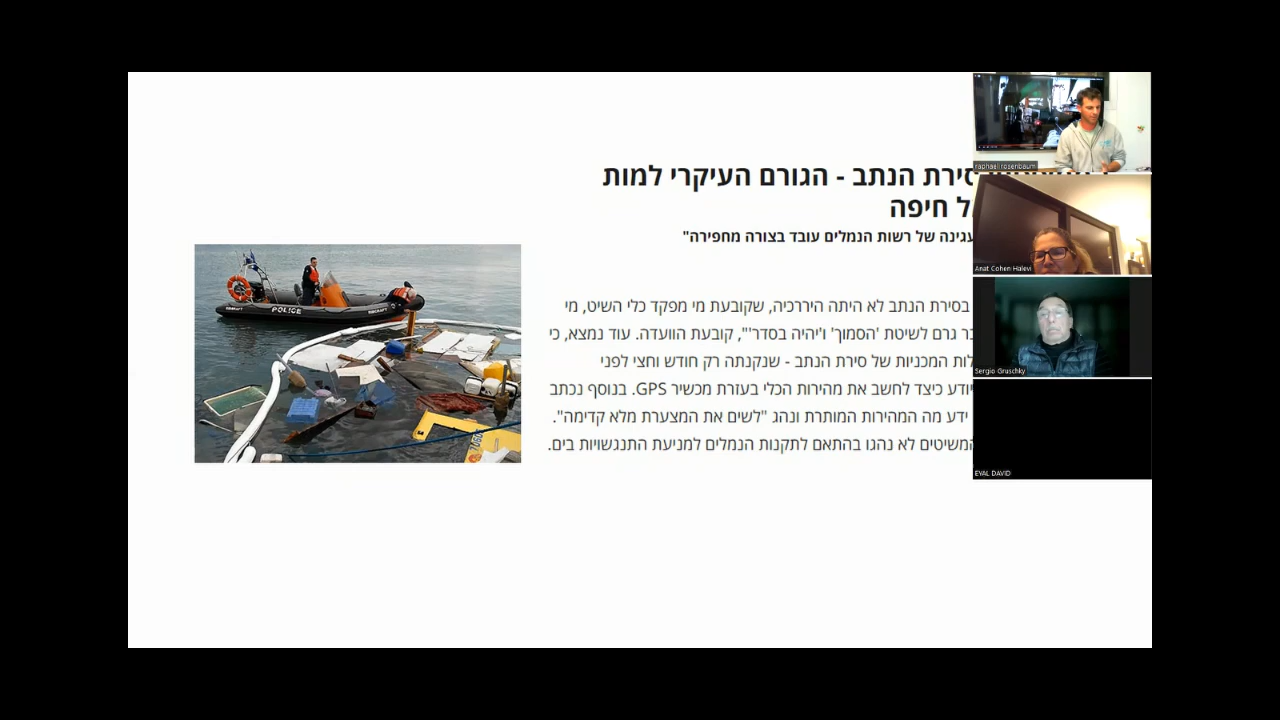 סירת הנתב - הגורם העיקרי למות
חיפה
של רשות הנמלים עובד בצורה מחפירה"
בסירת הנתב לא היתה היררכיה, שקובעת מי מפקד כלי השיט, מי
גרם לשיטת 'הסמוך' ו'יהיה בסדר'", קובעת הוועדה. עוד נמצא, כי
המכניות של סירת הנתב - שנקנתה רק חודש וחצי לפני
יודע כיצד לחשב את מהירות הכלי בעזרת מכשיר GPS. בנוסף נכתב
ידע מה המהירות המותרת ונהג "לשים את המצערת מלא קדימה".
המשיטים לא נהגו בהתאם לתקנות הנמלים למניעת התנגשויות בים.
POLICE
raphael rosenbaum
Anat Cohen Halevi
Sergio Gruschky
EYAL DAVID